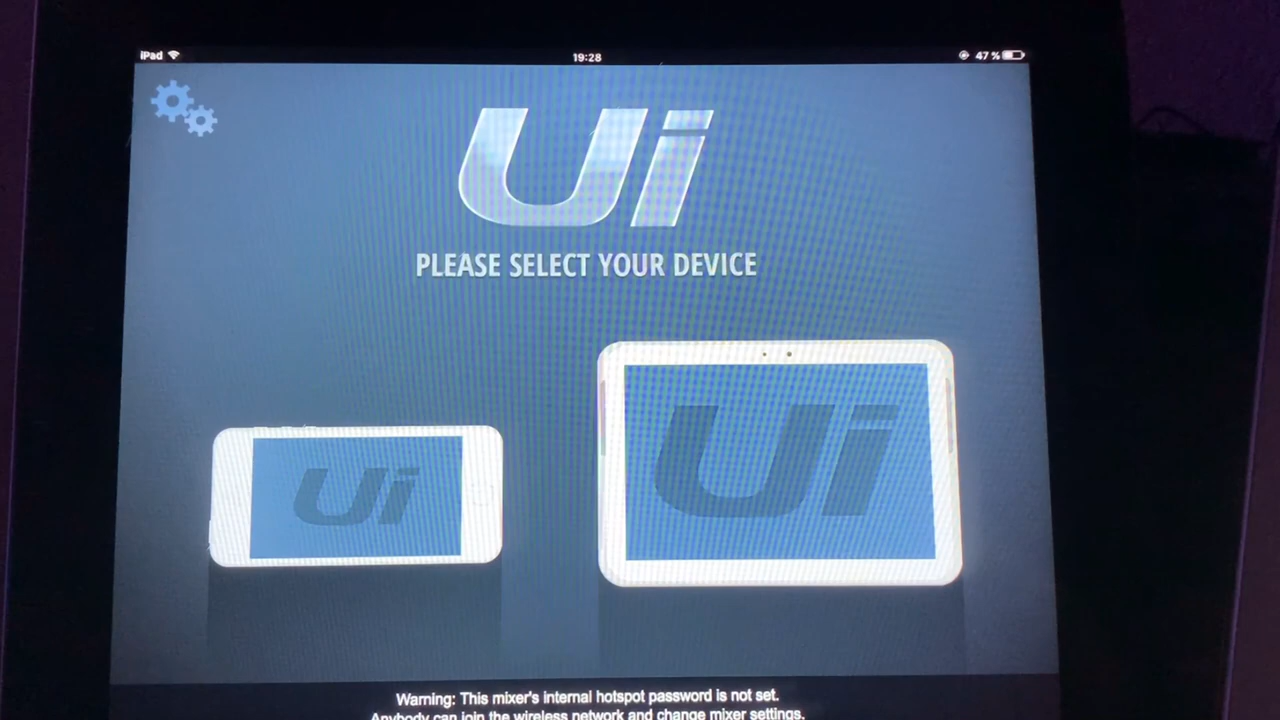 iPad 19:28 47 %
Ui
PLEASE SELECT YOUR DEVICE
Ui
Ui
Warning: This mixer's internal hotspot password is not set.
Anybody can join the wireless network and change mixer settings.